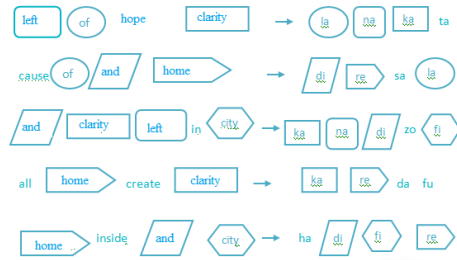 left of hope clarity → la na ka ta
cause of and home → di re sa la
and clarity left in city → ka na di zo fi
all home create clarity → ka re da fu
home inside and city → ha di fi re